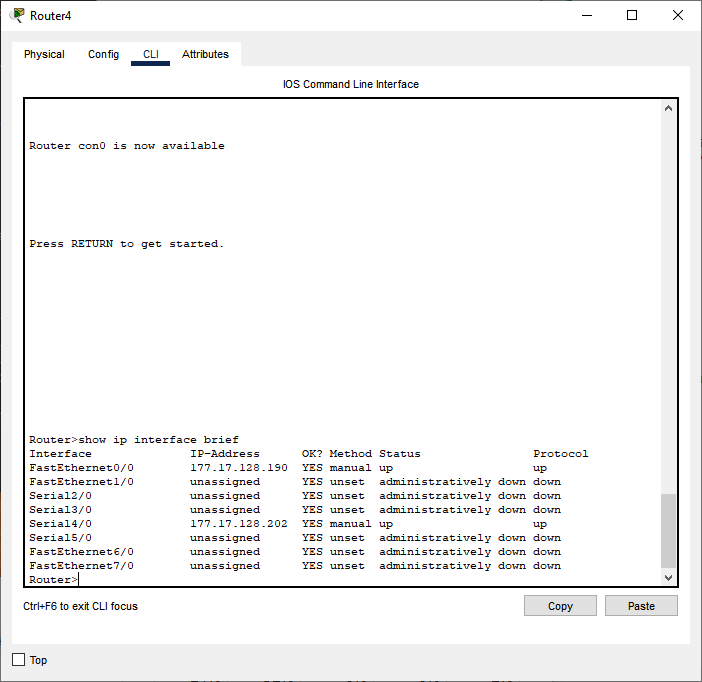 Router4
Physical Config CLI Attributes
IOS Command Line Interface
Router con0 is now available
Press RETURN to get started.
Router>show ip interface brief
Interface IP-Address OK? Method Status Protocol
FastEthernet0/0 177.17.128.190 YES manual up up
FastEthernet1/0 unassigned YES unset administratively down down
Serial2/0 unassigned YES unset administratively down down
Serial3/0 unassigned YES unset administratively down down
Serial4/0 177.17.128.202 YES manual up up
Serial5/0 unassigned YES unset administratively down down
FastEthernet6/0 unassigned YES unset administratively down down
FastEthernet7/0 unassigned YES unset administratively down down
Router>
Ctrl+F6 to exit CLI focus
Copy Paste
Top